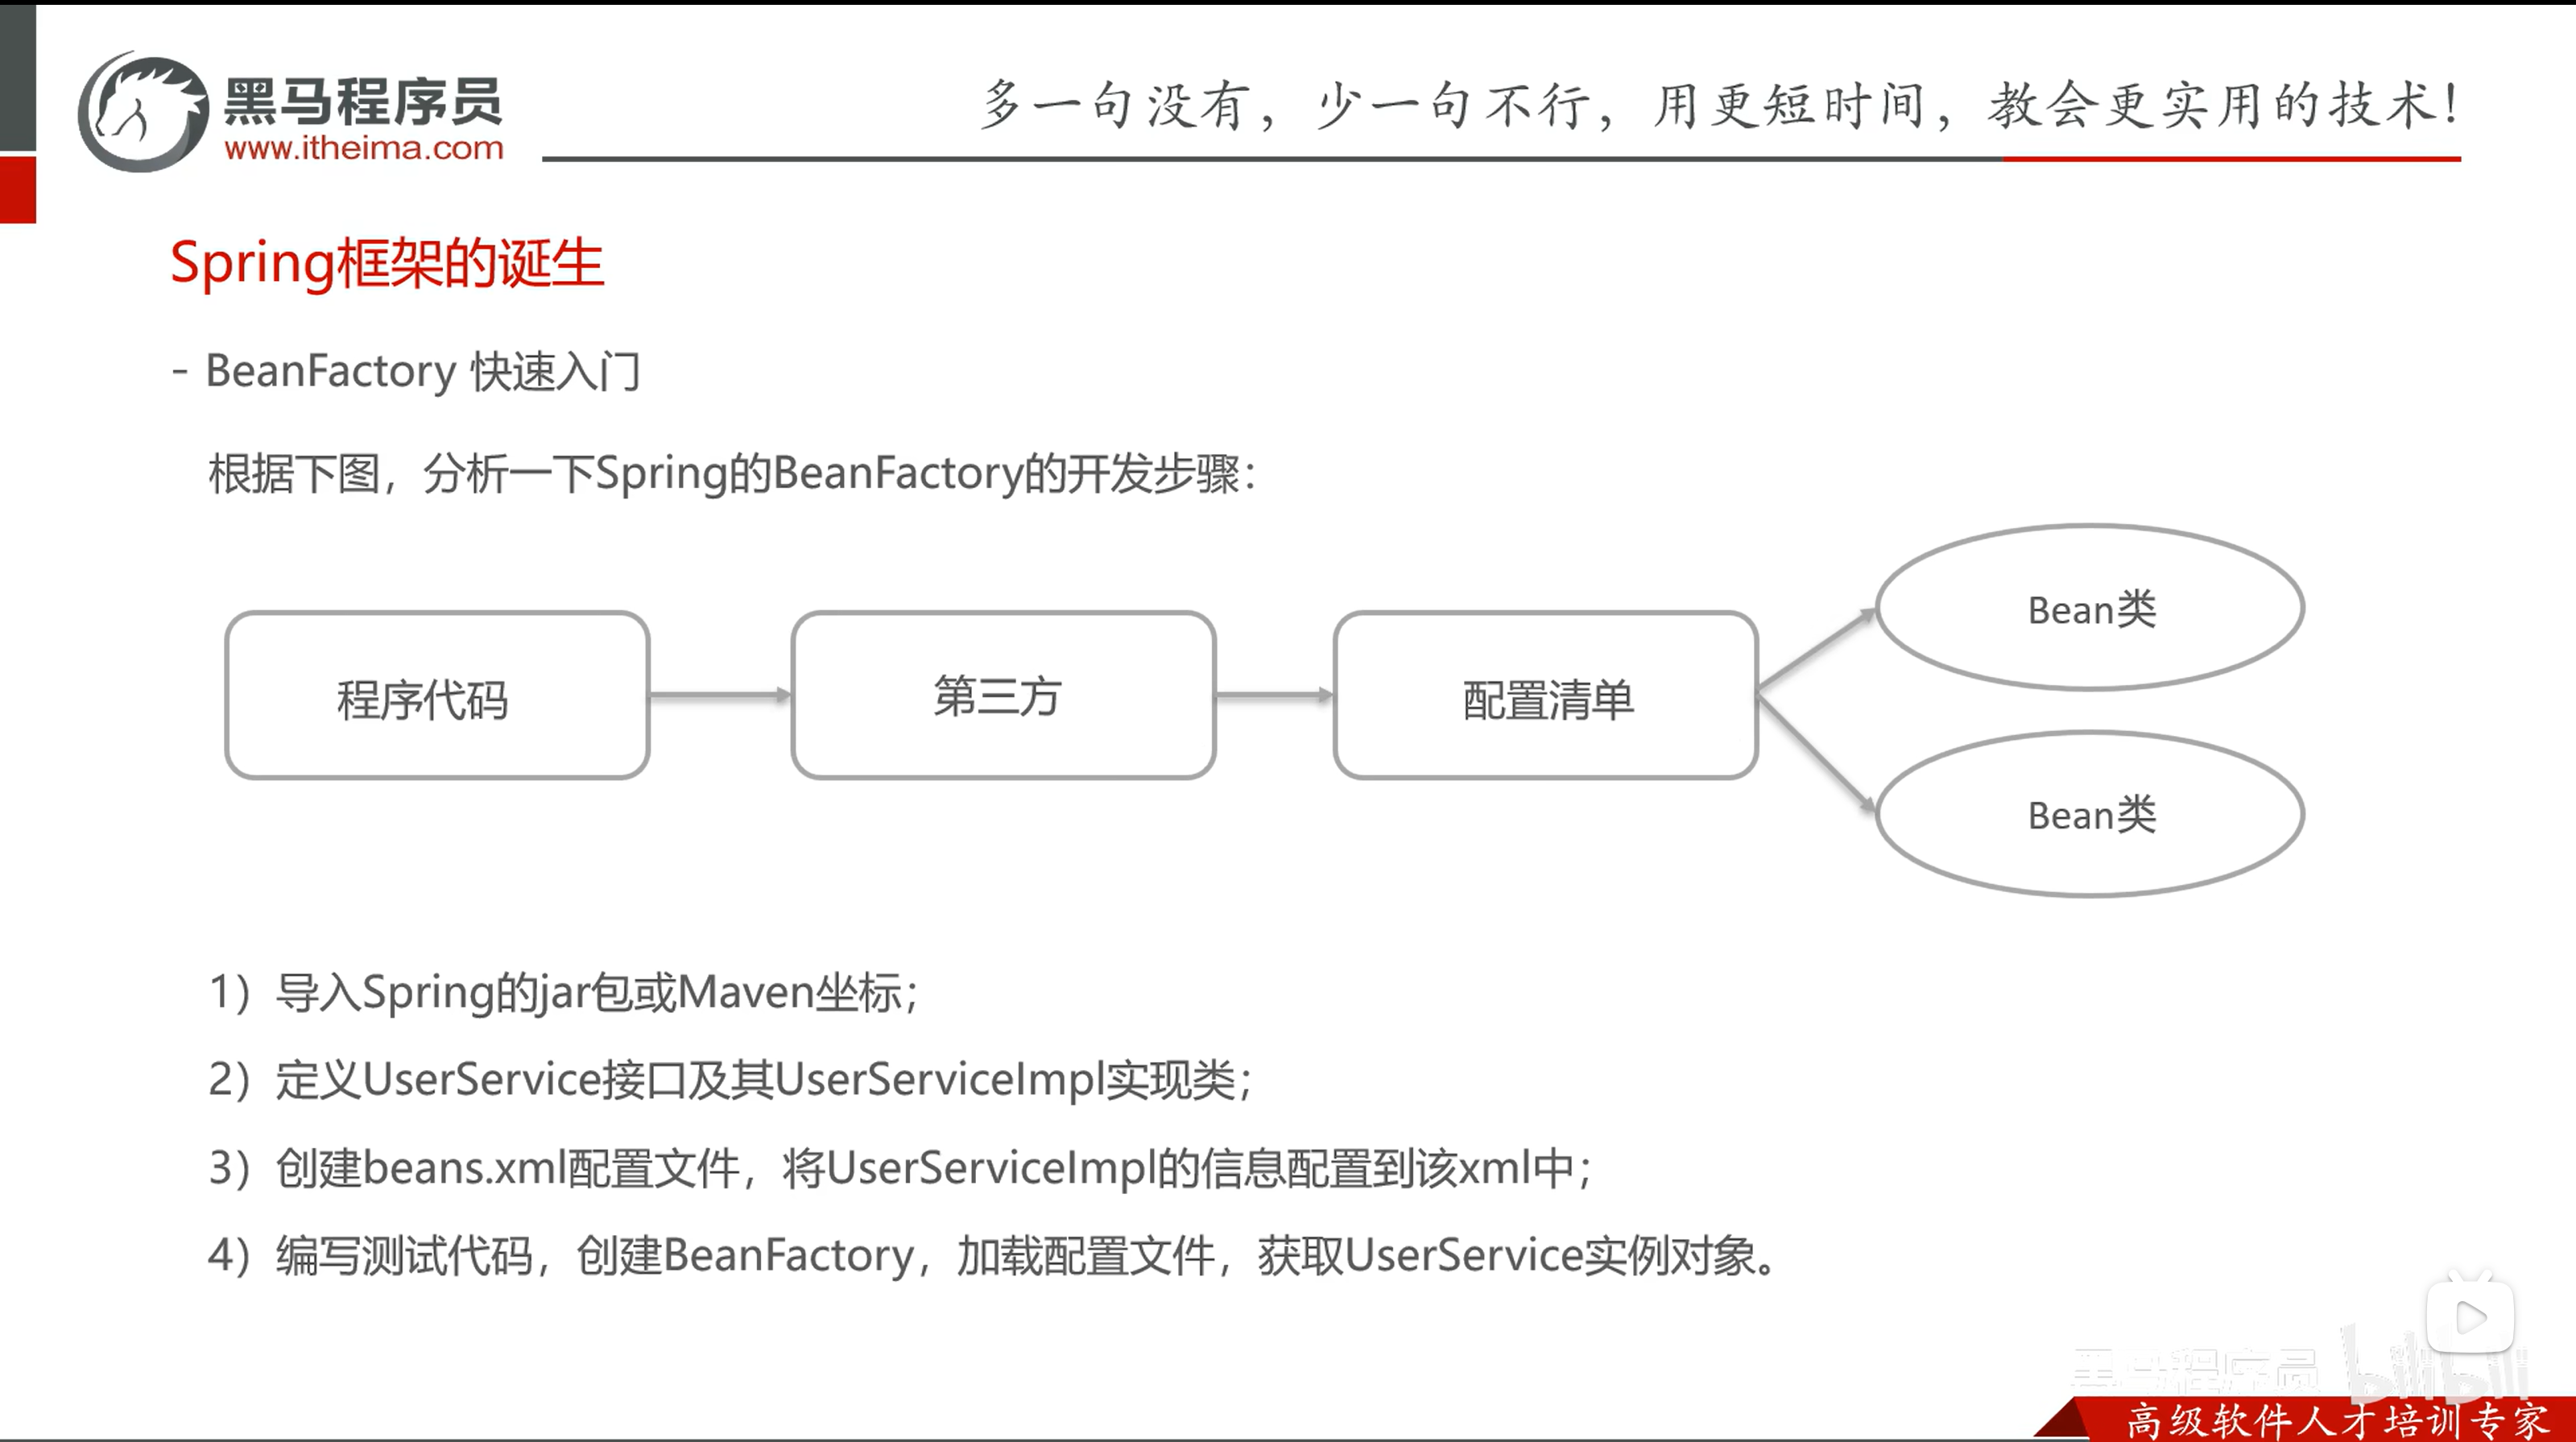 黑马程序员
www.itheima.com
多一句没有，少一句不行，用更短时间，教会更实用的技术！
Spring框架的诞生
- BeanFactory 快速入门
根据下图，分析一下Spring的BeanFactory的开发步骤：
程序代码
第三方
配置清单
Bean类
Bean类
1）导入Spring的jar包或Maven坐标；
2）定义UserService接口及其UserServiceImpl实现类；
3）创建beans.xml配置文件，将UserServiceImpl的信息配置到该xml中；
4）编写测试代码，创建BeanFactory，加载配置文件，获取UserService实例对象。
黑马程序员 bilibili
高级软件人才培训专家